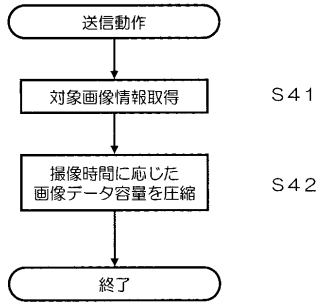 送信動作
対象画像情報取得
S41
撮像時間に応じた
画像データ容量を圧縮
S42
終了